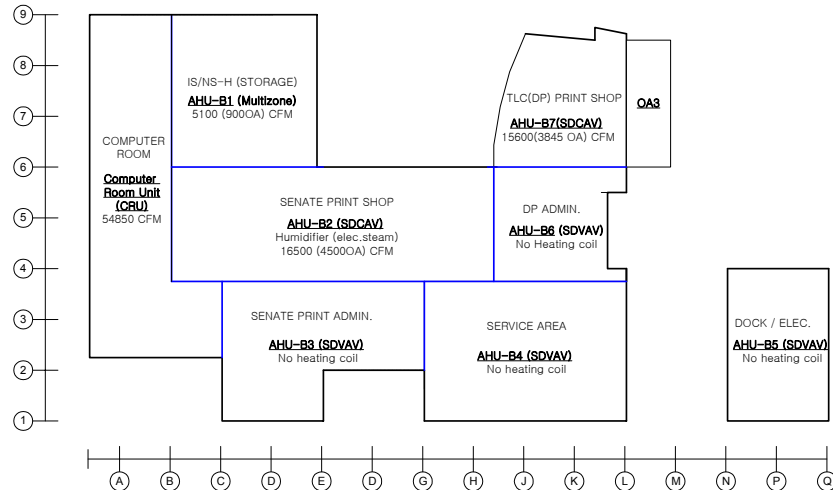 9
8
7
6
5
4
3
2
1
IS/NS-H (STORAGE)
AHU-B1 (Multizone)
5100 (900OA) CFM
TLC(DP) PRINT SHOP
AHU-B7(SDCAV)
15600(3845 OA) CFM
OA3
COMPUTER
ROOM
Computer
Room Unit
(CRU)
54850 CFM
SENATE PRINT SHOP
AHU-B2 (SDCAV)
Humidifier (elec.steam)
16500 (4500OA) CFM
DP ADMIN.
AHU-B6 (SDVAV)
No Heating coil
SENATE PRINT ADMIN.
AHU-B3 (SDVAV)
No heating coil
SERVICE AREA
AHU-B4 (SDVAV)
No heating coil
DOCK / ELEC.
AHU-B5 (SDVAV)
No heating coil
A B C D E D G H J K L M N P Q